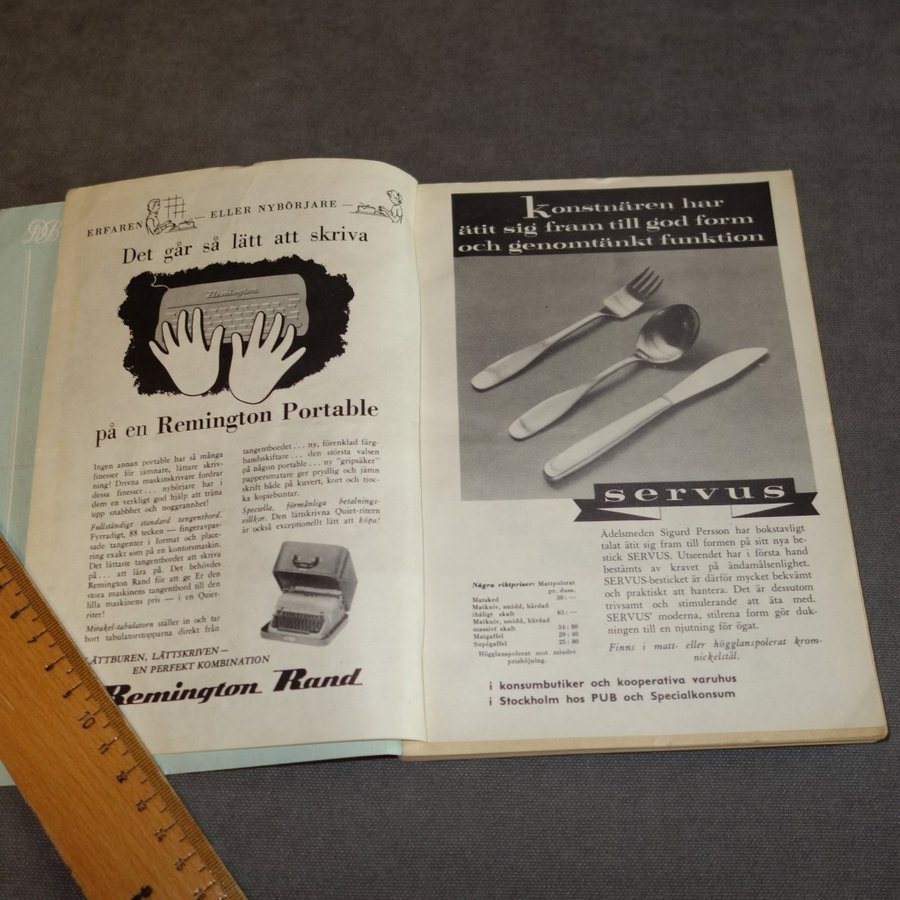 ERFAREN ELLER NYBÖRJARE
Det går så lätt att skriva
Remington
på en Remington Portable
Ingen annan portable har så många
finesser för jämnare, lättare skriv-
ning! Drivna maskinskrivare fordrar
dessa finesser... nybörjare har i
dem en verkligt god hjälp att träna
upp snabbhet och noggrannhet!
Fullständigt standard tangentbord.
Fyrradigt, 88 tecken — fingeravpas-
sade tangenter i format och place-
ring exakt som på en kontorsmaskin.
Det lättaste tangentbordet att skriva
på... att lära på. Det behövdes
Remington Rand för att ge Er den
stora maskinens tangentbord till den
lilla maskinens pris — i en Quiet-
riter!
Mirakel-tabulatorn ställer in och tar
bort tabulatorstopparna direkt från
tangentbordet... ny, förenklad färg-
bandsskiftare... den största valsen
på någon portable... ny "gripsäker"
pappersmatare ger prydlig och jämn
skrift både på kuvert, kort och tjoc-
ka kopiebuntar.
Speciella, förmånliga betalnings-
villkor. Den lättskrivna Quiet-ritern
är också exceptionellt lätt att köpa!
LÄTTBUREN, LÄTTSKRIVEN—
EN PERFEKT KOMBINATION
Remington Rand
Konstnären har
ätit sig fram till god form
och genomtänkt funktion
servus
Ädelsmeden Sigurd Persson har bokstavligt
talat ätit sig fram till formen på sitt nya be-
stick SERVUS. Utseendet har i första hand
bestämts av kravet på ändamålsenlighet.
SERVUS-besticket är därför mycket bekvämt
och praktiskt att hantera. Det är dessutom
trivsamt och stimulerande att äta med.
SERVUS' moderna, stilrena form gör duk-
ningen till en njutning för ögat.
Finns i matt- eller högglanspolerat krom-
nickelstål.
Några riktpriser: Mattpolerat
pr. duss.
Matsked 30:—
Matkniv, smidd, härdad
ihåligt skaft 65:—
Matkniv, smidd, härdad
massivt skaft 54:80
Matgaffel 29:40
Supégaffel 25:80
Högglanspolerat mot mindre
prishöjning.
i konsumbutiker och kooperativa varuhus
i Stockholm hos PUB och Specialkonsum
10